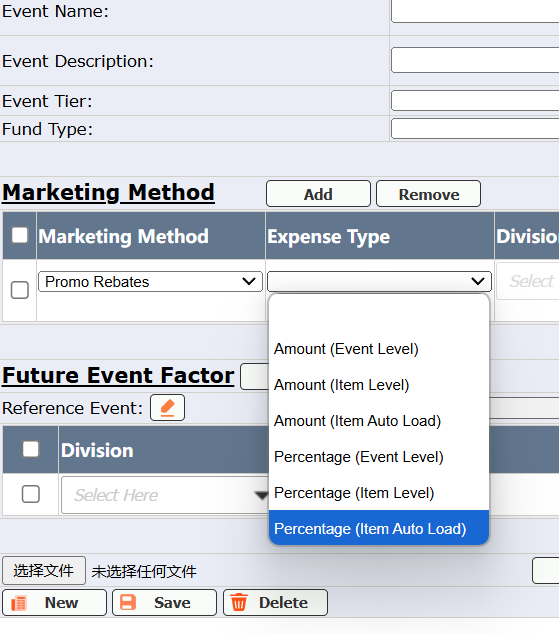 Event Name:
Event Description:
Event Tier:
Fund Type:
Marketing Method Add Remove
Marketing Method Expense Type
Promo Rebates Select
Amount (Event Level)
Amount (Item Level)
Amount (Item Auto Load)
Percentage (Event Level)
Percentage (Item Level)
Percentage (Item Auto Load)
Future Event Factor
Reference Event:
Division
Select Here
选择文件 未选择任何文件
New Save Delete